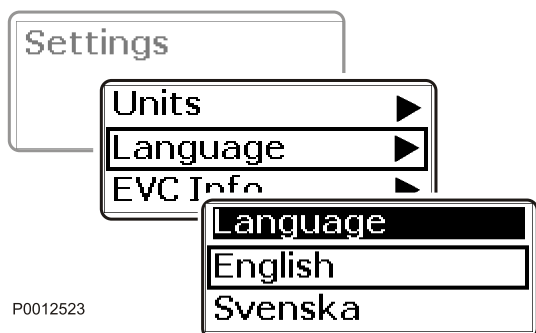 Settings
Units
Language
EVC Info
Language
English
Svenska
P0012523